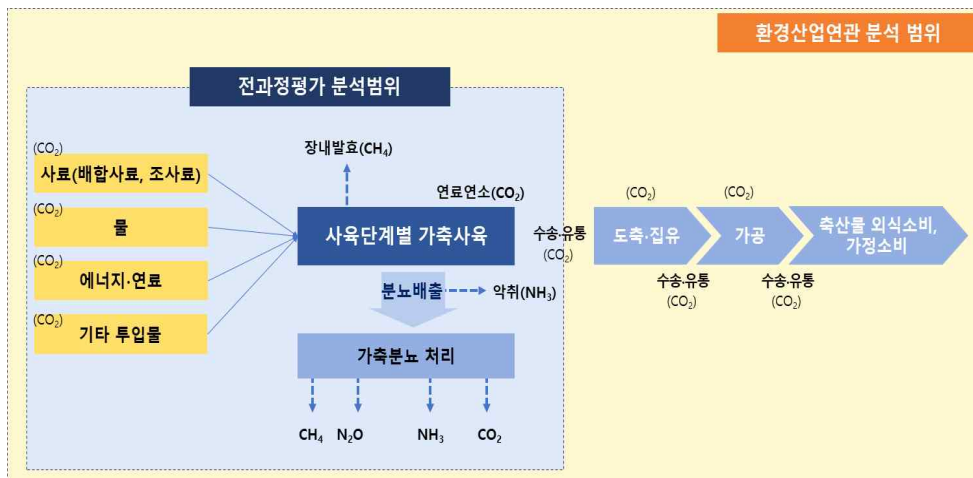 환경산업연관 분석 범위
전과정평가 분석범위
(CO₂)
사료(배합사료, 조사료)
(CO₂)
물
(CO₂)
에너지·연료
(CO₂)
기타 투입물
장내발효(CH₄)
연료연소(CO₂)
사육단계별 가축사육
분뇨배출
악취(NH₃)
가축분뇨 처리
CH₄ N₂O NH₃ CO₂
수송·유통
(CO₂)
(CO₂)
도축·집유
수송·유통
(CO₂)
(CO₂)
가공
수송·유통
(CO₂)
축산물 외식소비,
가정소비